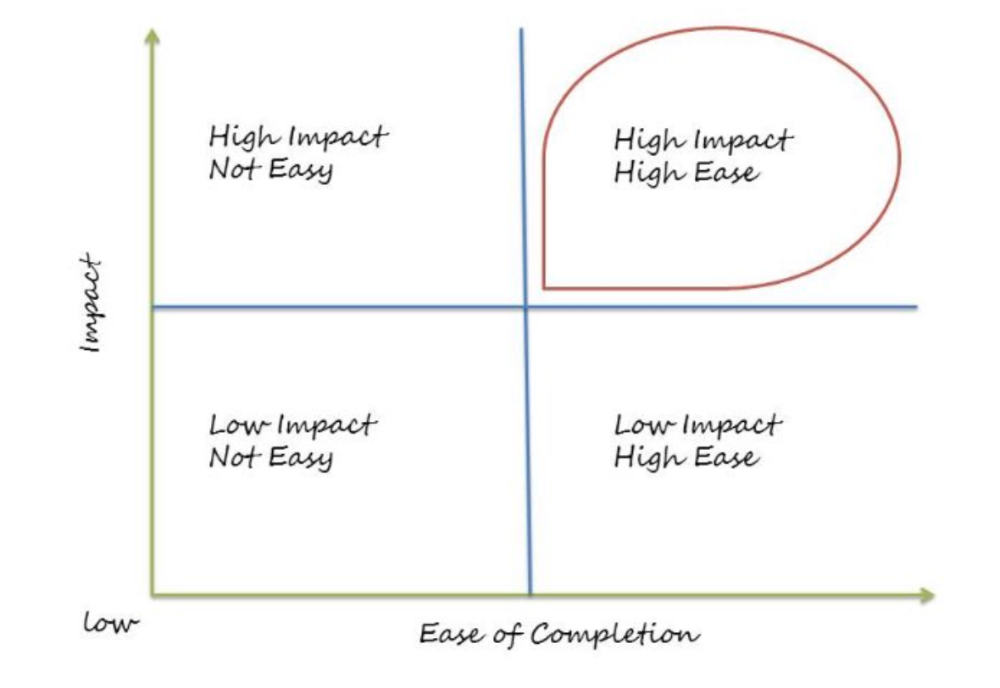 High Impact
Not Easy
High Impact
High Ease
Impact
Low Impact
Not Easy
Low Impact
High Ease
low
Ease of Completion